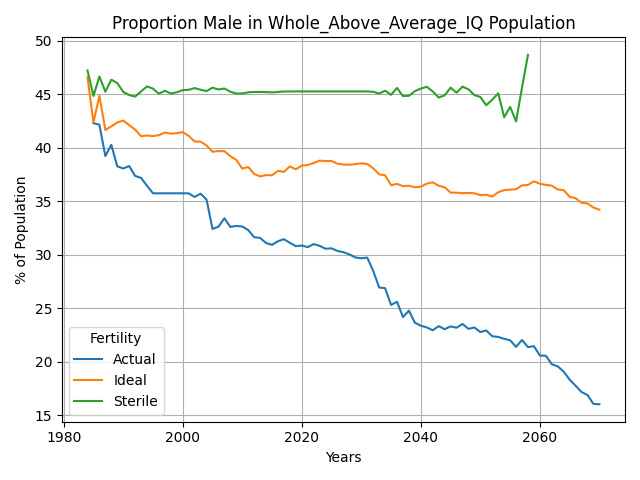 Proportion Male in Whole_Above_Average_IQ Population
% of Population
50
45
40
35
30
25
20
15
Fertility
Actual
Ideal
Sterile
1980
2000
2020
2040
2060
Years